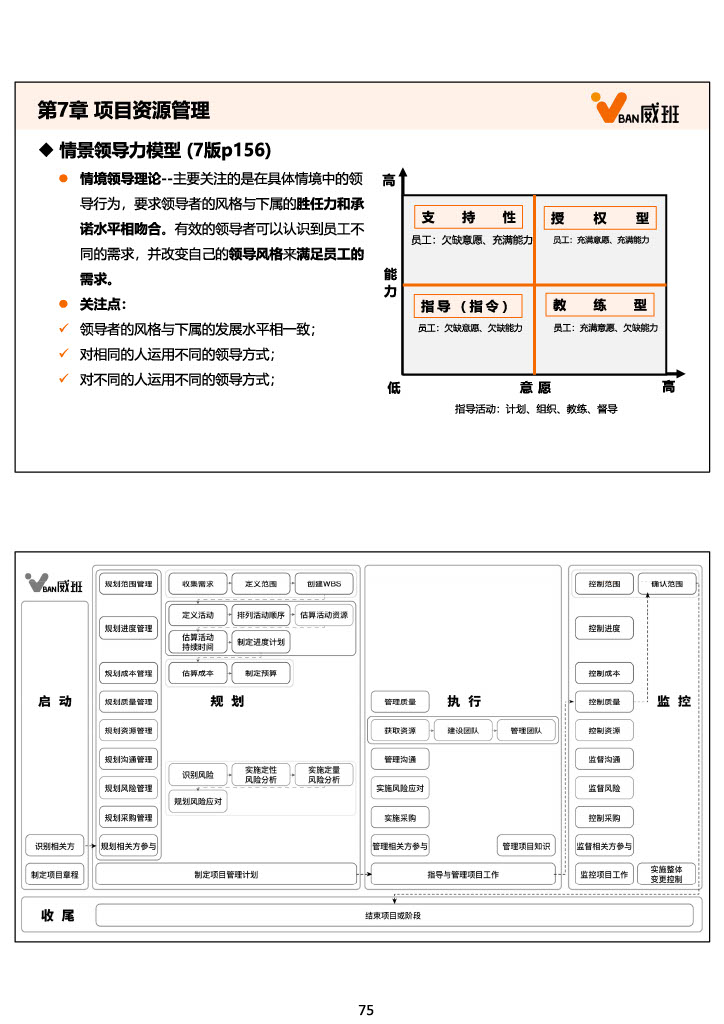 第7章 项目资源管理
VBAN威班
◆ 情景领导力模型 (7版p156)
● 情境领导理论--主要关注的是在具体情境中的领
导行为，要求领导者的风格与下属的胜任力和承
诺水平相吻合。有效的领导者可以认识到员工不
同的需求，并改变自己的领导风格来满足员工的
需求。
● 关注点：
✓ 领导者的风格与下属的发展水平相一致；
✓ 对相同的人运用不同的领导方式；
✓ 对不同的人运用不同的领导方式；
高
支 持 性
授 权 型
员工：欠缺意愿、充满能力
员工：充满意愿、充满能力
能
力
指导（指令）
教 练 型
员工：欠缺意愿、欠缺能力
员工：充满意愿、欠缺能力
低
意愿
高
指导活动：计划、组织、教练、督导
VBAN威班
规划范围管理
收集需求
定义范围
创建WBS
控制范围
确认范围
规划进度管理
定义活动
排列活动顺序
估算活动资源
估算活动
持续时间
制定进度计划
控制进度
规划成本管理
估算成本
制定预算
控制成本
启 动
规划质量管理
规 划
管理质量
执 行
控制质量
监 控
规划资源管理
获取资源
建设团队
管理团队
控制资源
规划沟通管理
管理沟通
监督沟通
规划风险管理
识别风险
实施定性
风险分析
实施定量
风险分析
规划风险应对
实施风险应对
监督风险
规划采购管理
实施采购
控制采购
识别相关方
规划相关方参与
管理相关方参与
管理项目知识
监督相关方参与
制定项目章程
制定项目管理计划
指导与管理项目工作
监控项目工作
实施整体
变更控制
收 尾
结束项目或阶段
75